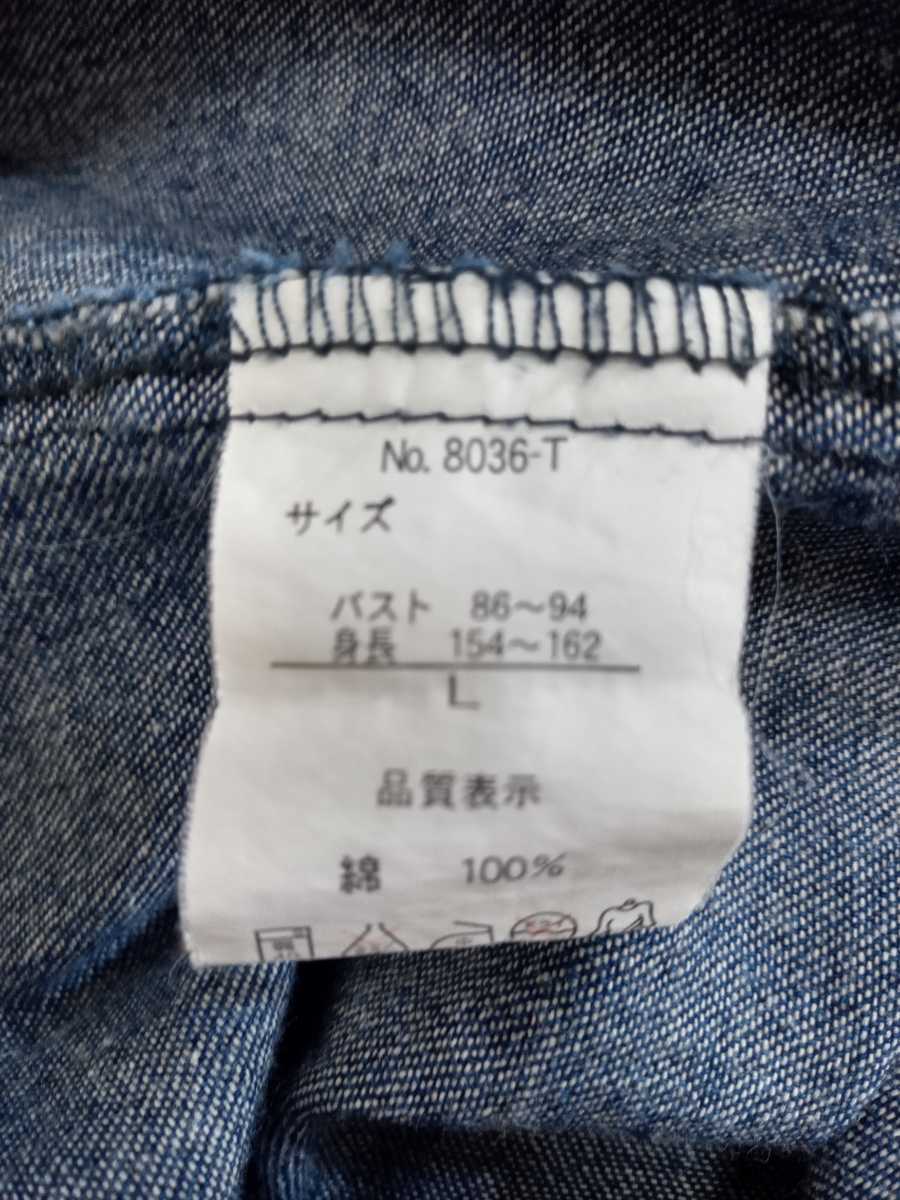 No. 8036-T
サイズ
バスト 86～94
身長 154～162
L
品質表示
綿 100%